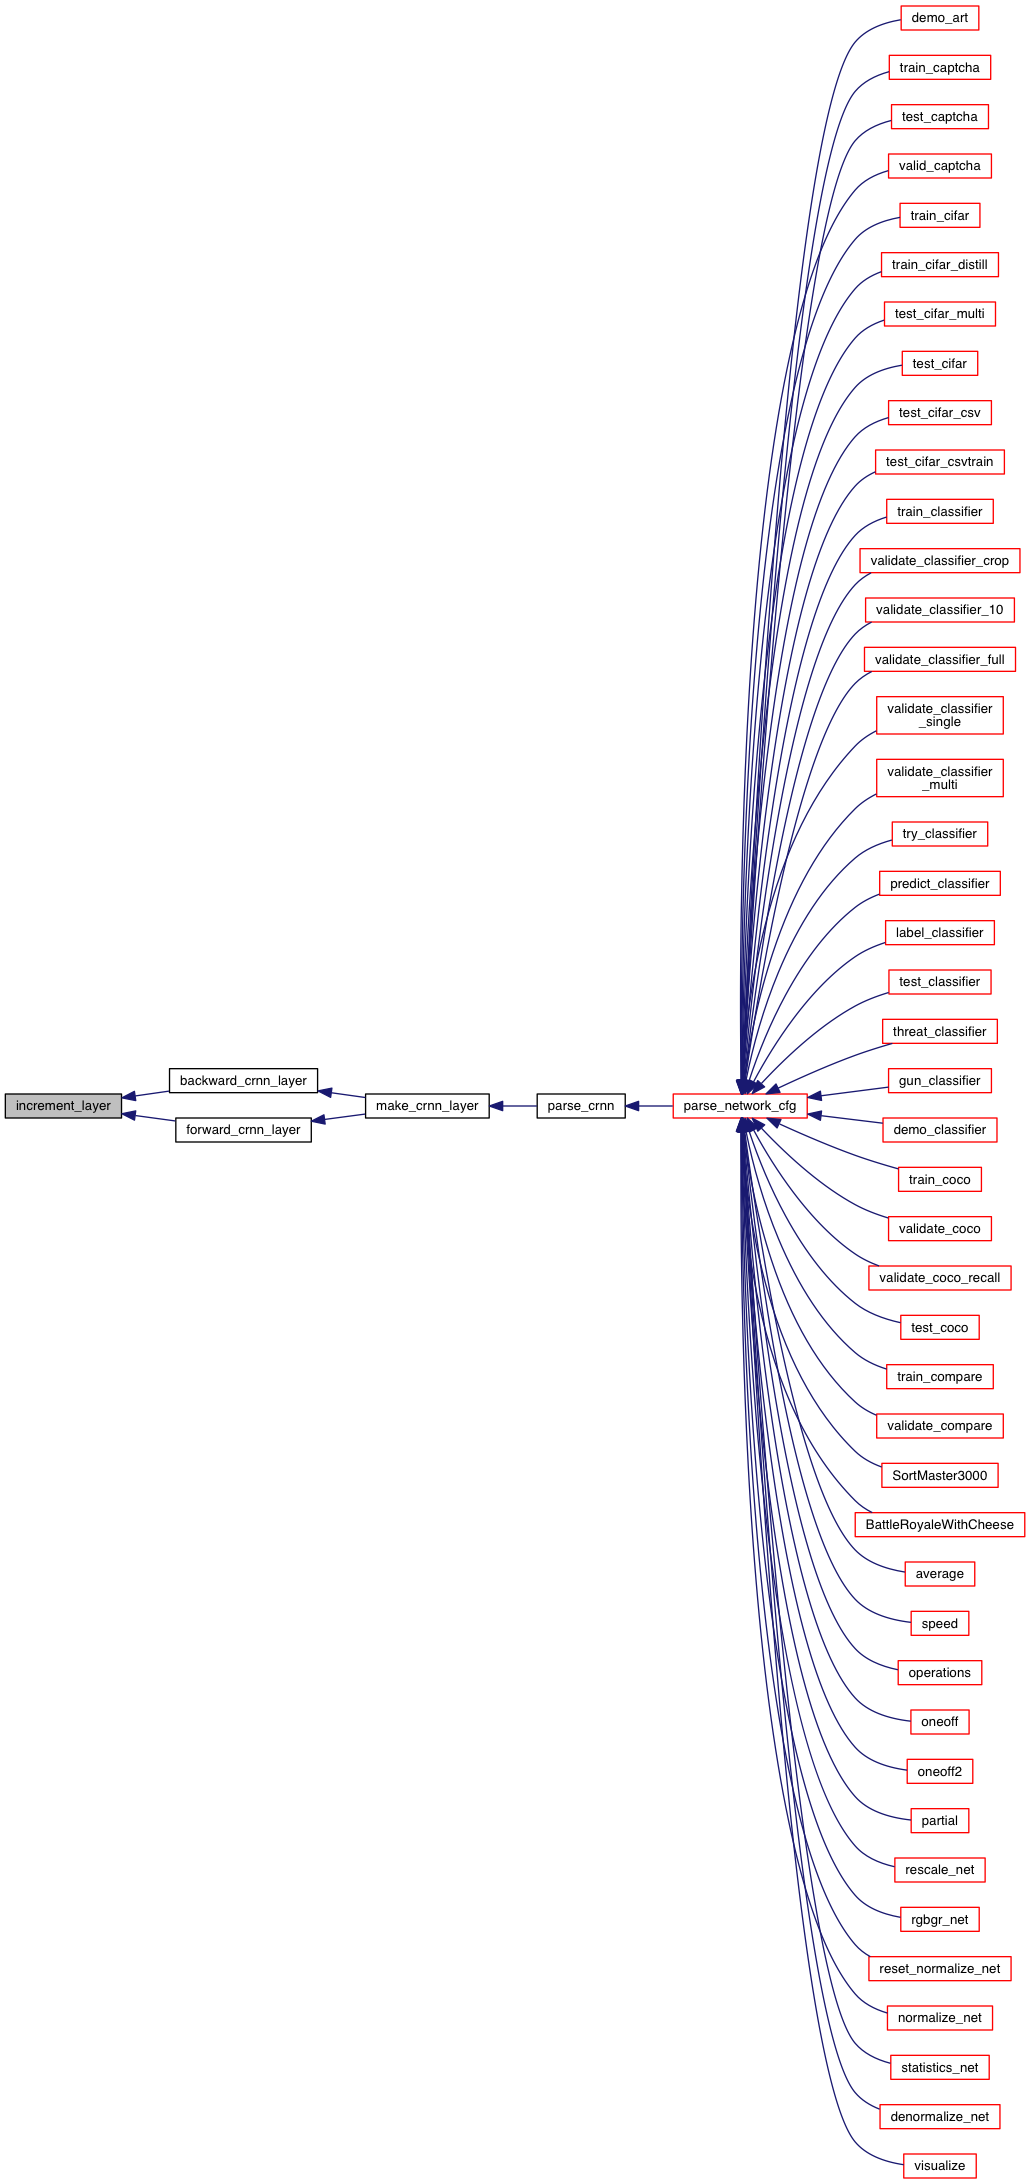 demo_art
train_captcha
test_captcha
valid_captcha
train_cifar
train_cifar_distill
test_cifar_multi
test_cifar
test_cifar_csv
test_cifar_csvtrain
train_classifier
validate_classifier_crop
validate_classifier_10
validate_classifier_full
validate_classifier
_single
validate_classifier
_multi
try_classifier
predict_classifier
label_classifier
test_classifier
threat_classifier
increment_layer
backward_crnn_layer
forward_crnn_layer
make_crnn_layer
parse_crnn
parse_network_cfg
gun_classifier
demo_classifier
train_coco
validate_coco
validate_coco_recall
test_coco
train_compare
validate_compare
SortMaster3000
BattleRoyaleWithCheese
average
speed
operations
oneoff
oneoff2
partial
rescale_net
rgbgr_net
reset_normalize_net
normalize_net
statistics_net
denormalize_net
visualize